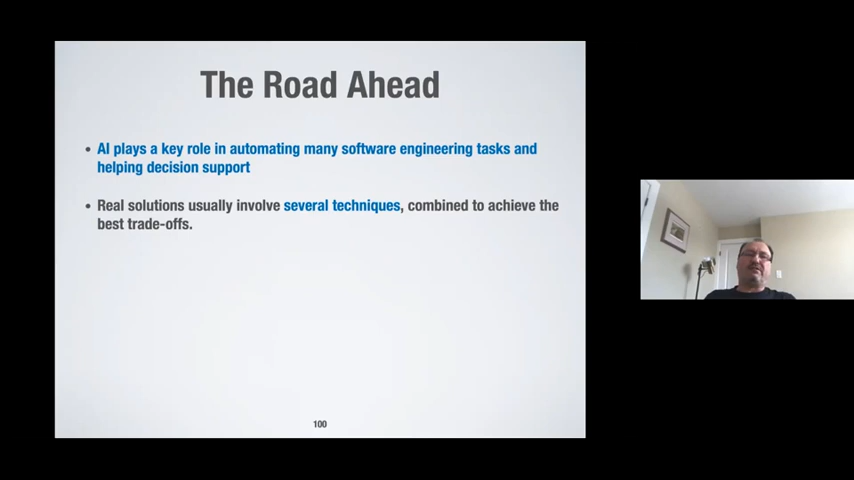 The Road Ahead
• AI plays a key role in automating many software engineering tasks and
helping decision support
• Real solutions usually involve several techniques, combined to achieve the
best trade-offs.
100